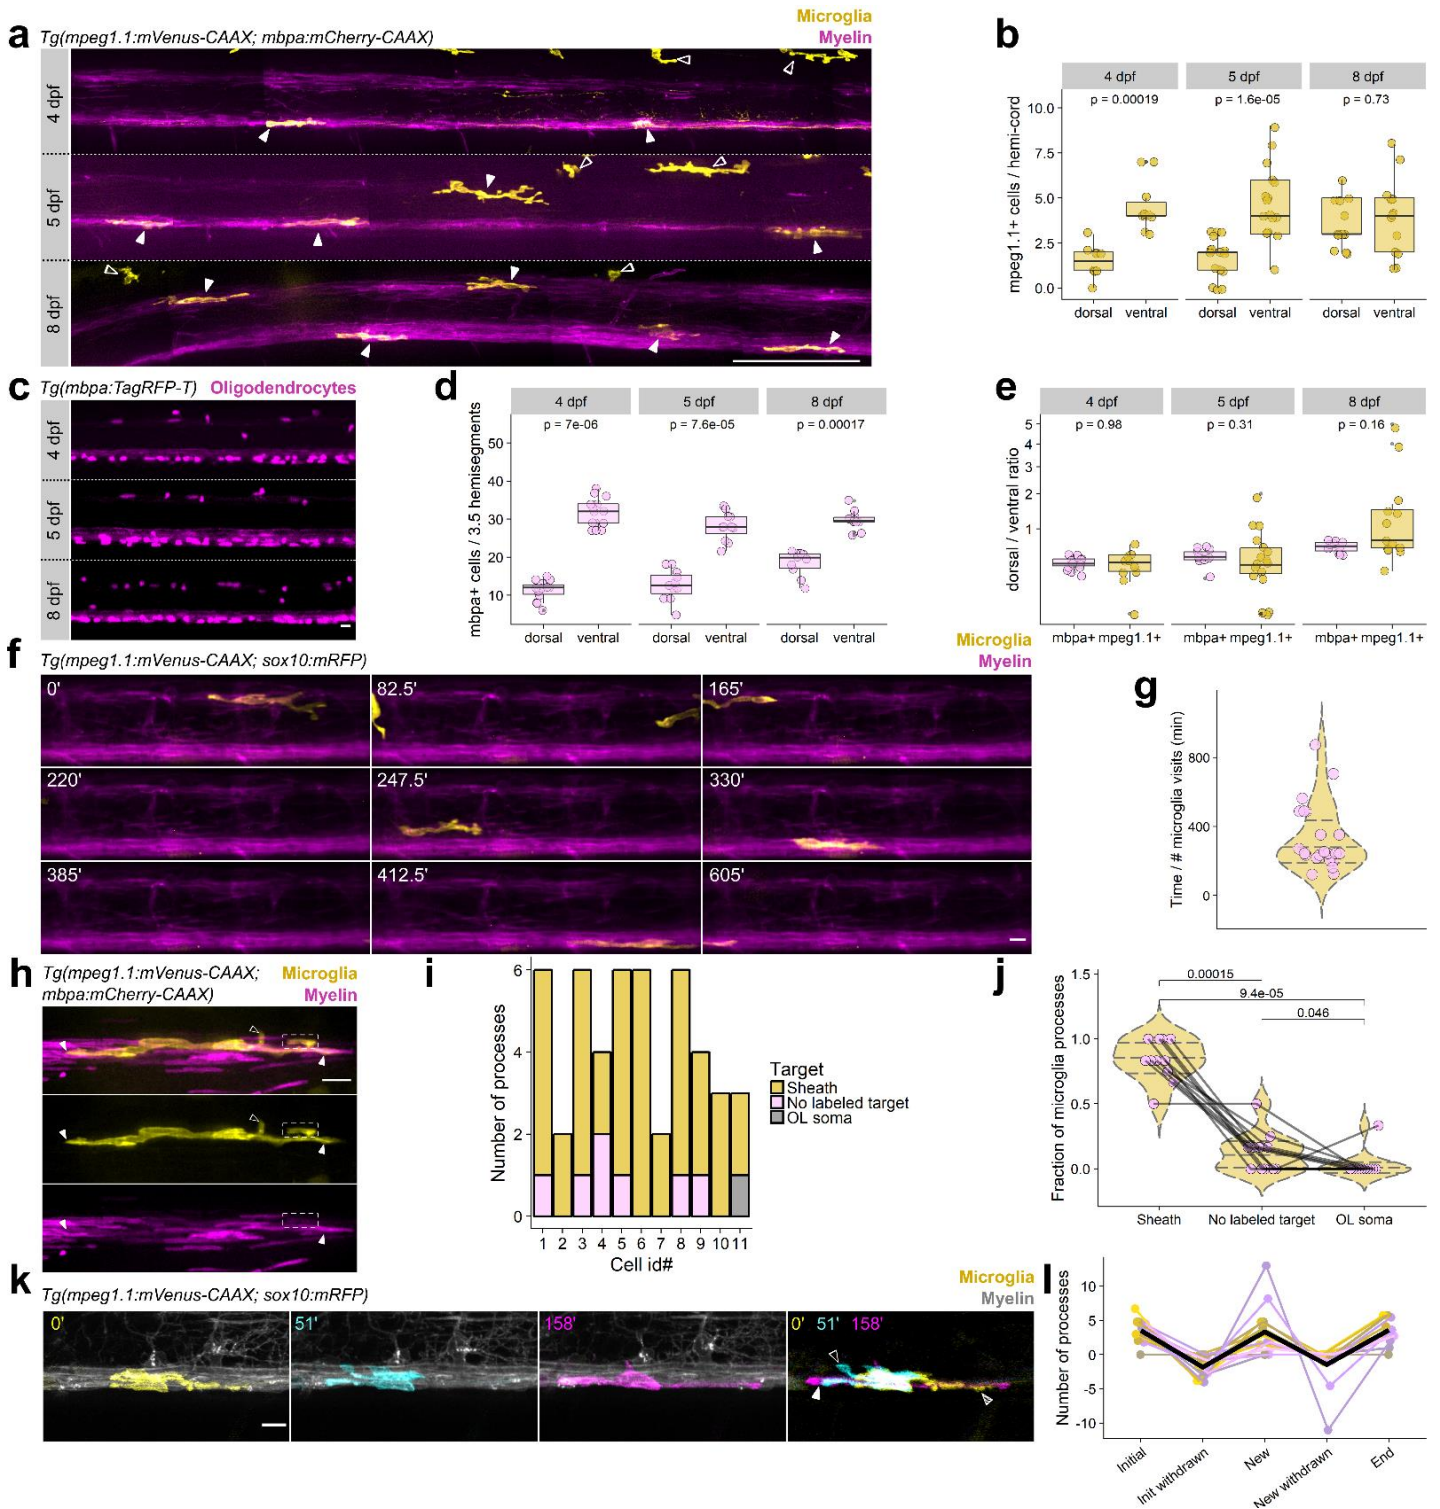 a
Tg(mpeg1.1:mVenus-CAAX; mbpa:mCherry-CAAX)
Microglia
Myelin
4 dpf
5 dpf
8 dpf
b
4 dpf
5 dpf
8 dpf
p = 0.00019
p = 1.6e-05
p = 0.73
mpeg1.1+ cells / hemi-cord
10.0
7.5
5.0
2.5
0.0
dorsal ventral
dorsal ventral
dorsal ventral
c
Tg(mbpa:TagRFP-T) Oligodendrocytes
4 dpf
5 dpf
8 dpf
d
4 dpf
5 dpf
8 dpf
p = 7e-06
p = 7.6e-05
p = 0.00017
mbpa+ cells / 3.5 hemisegments
50
40
30
20
10
dorsal ventral
dorsal ventral
dorsal ventral
e
4 dpf
5 dpf
8 dpf
p = 0.98
p = 0.31
p = 0.16
dorsal / ventral ratio
5
4
3
2
1
mbpa+ mpeg1.1+
mbpa+ mpeg1.1+
mbpa+ mpeg1.1+
f
Tg(mpeg1.1:mVenus-CAAX; sox10:mRFP)
Microglia
Myelin
0'
82.5'
165'
220'
247.5'
330'
385'
412.5'
605'
g
Time / # microglia visits (min)
800
400
0
h
Tg(mpeg1.1:mVenus-CAAX;
mbpa:mCherry-CAAX)
Microglia
Myelin
i
Number of processes
6
4
2
0
1 2 3 4 5 6 7 8 9 10 11
Cell id#
Target
Sheath
No labeled target
OL soma
j
Fraction of microglia processes
1.5
1.0
0.5
0.0
0.00015
9.4e-05
0.046
Sheath
No labeled target
OL soma
k
Tg(mpeg1.1:mVenus-CAAX; sox10:mRFP)
Microglia
Myelin
0'
51'
158'
0' 51' 158'
l
Number of processes
10
5
0
-5
-10
Initial
Init withdrawn
New
New withdrawn
End